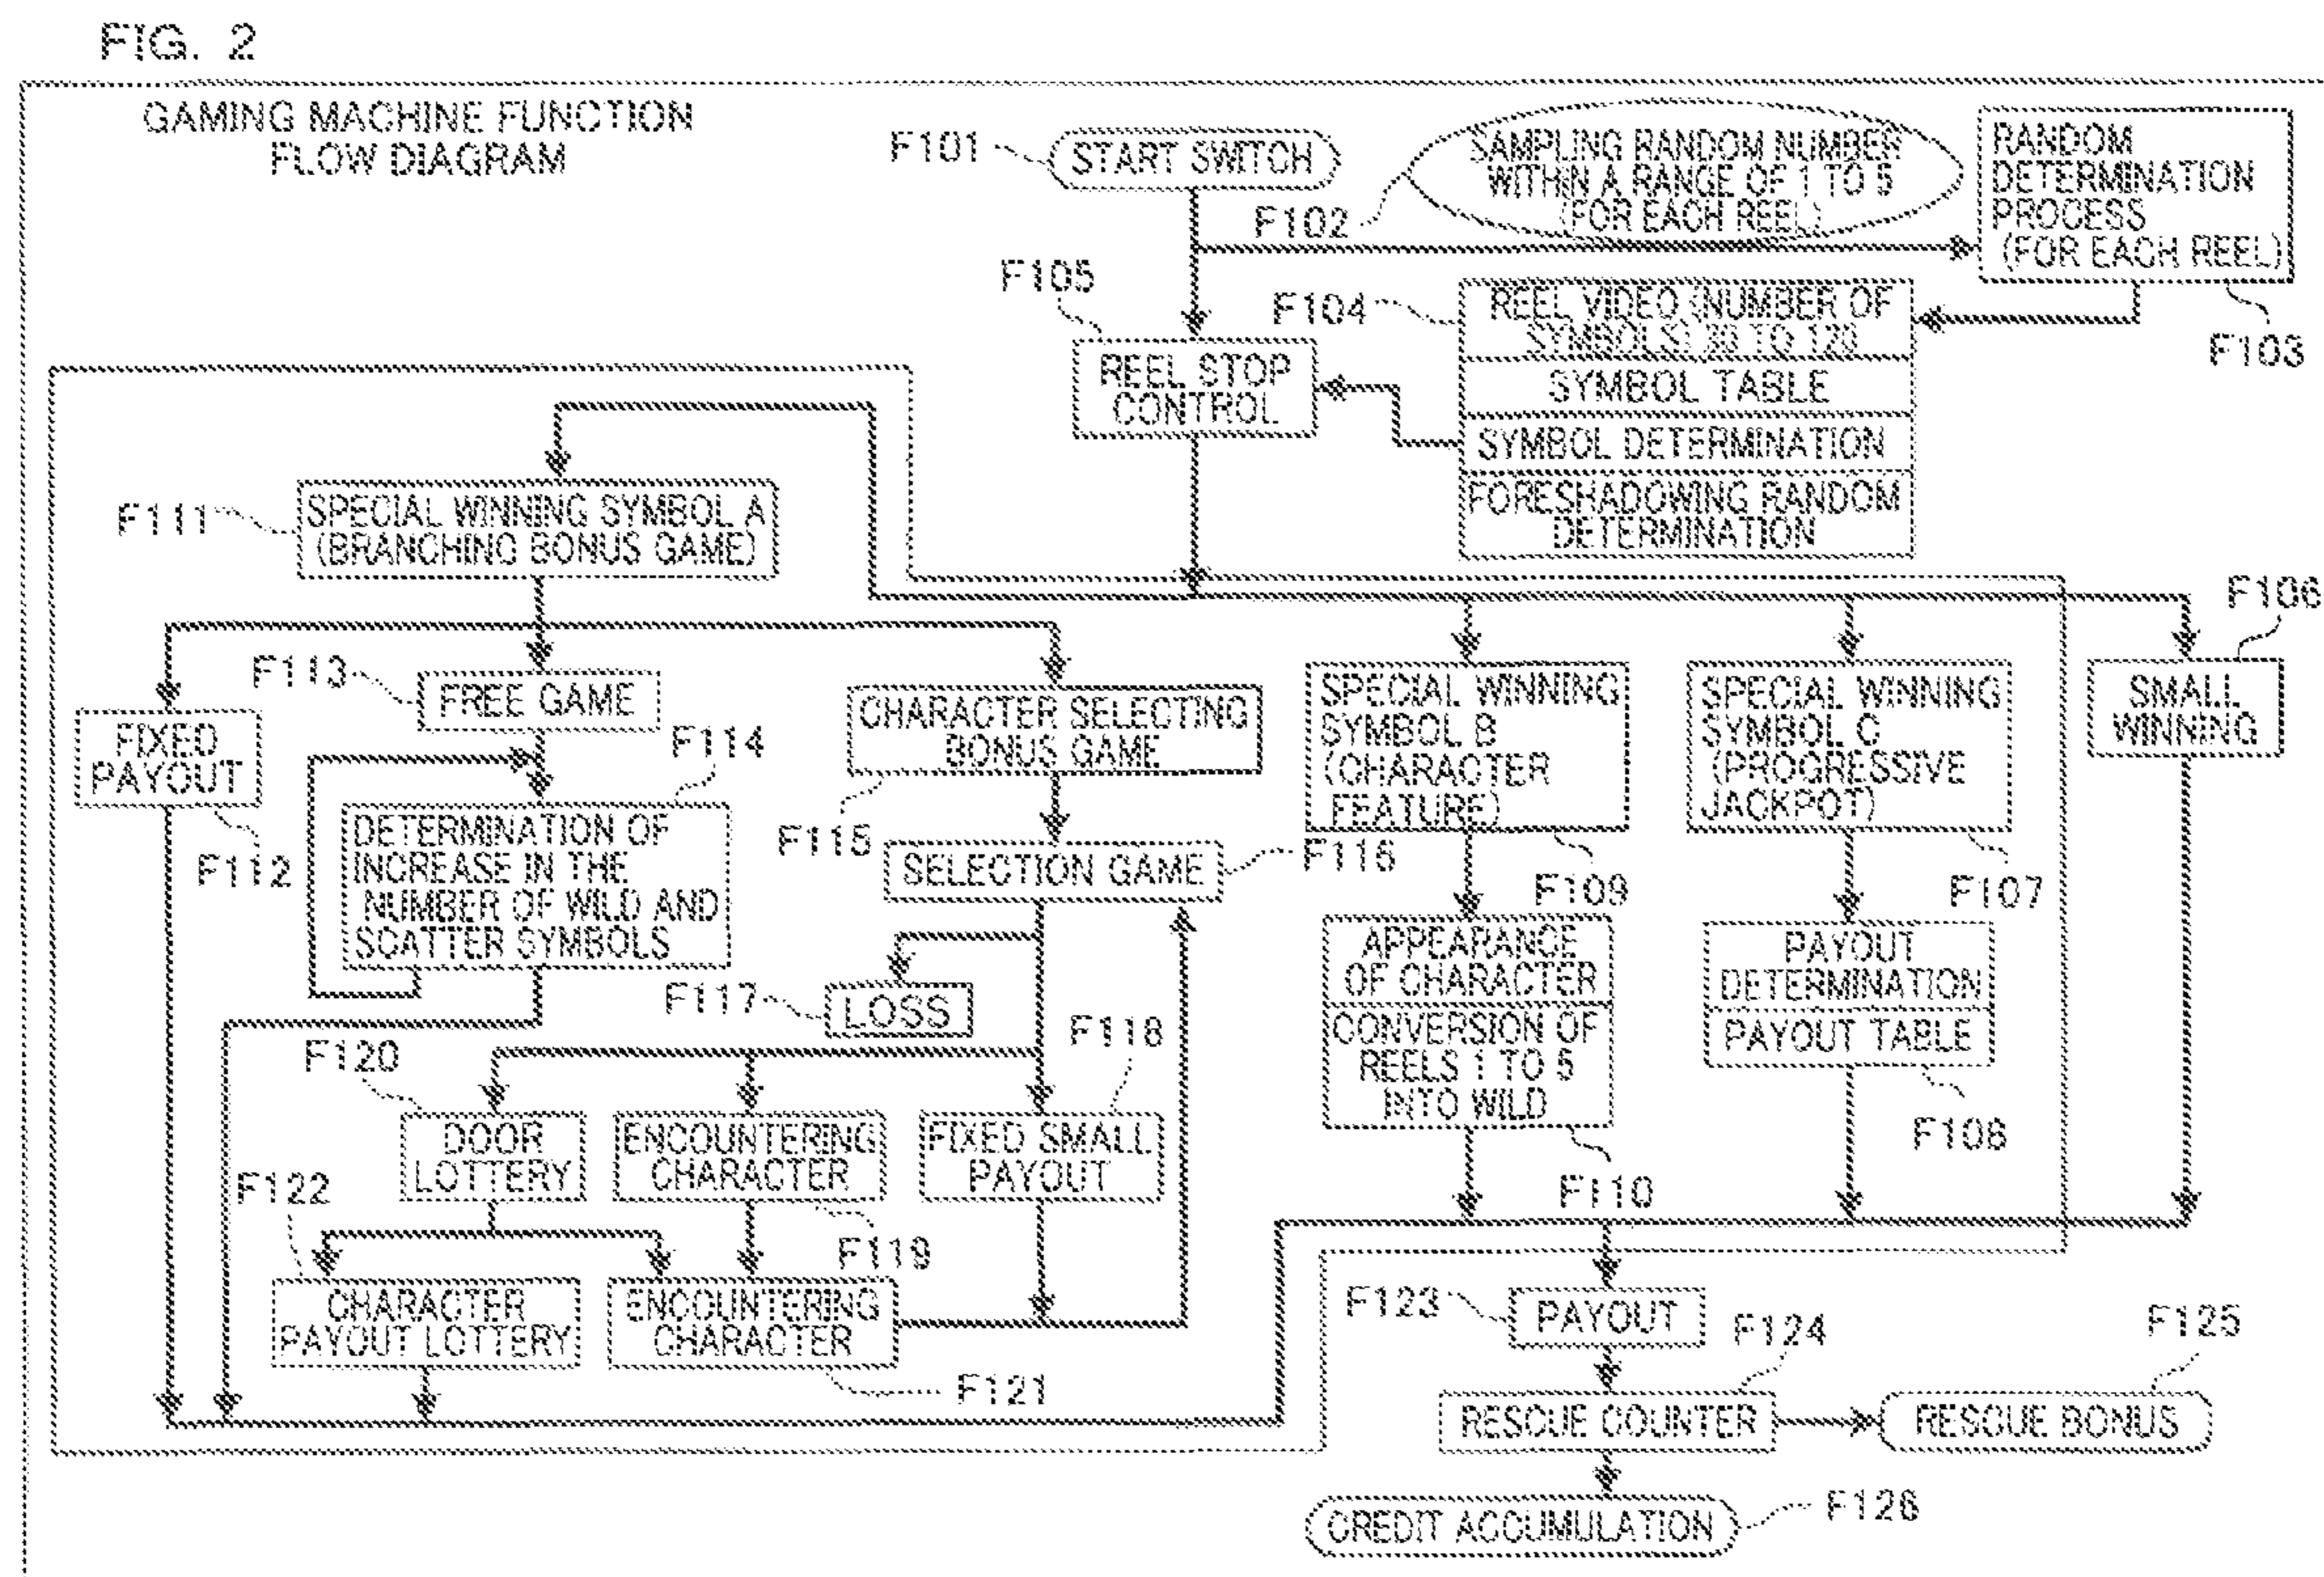 FIG. 2
GAMING MACHINE FUNCTION
FLOW DIAGRAM
F101
START SWITCH
F102
SAMPLING RANDOM NUMBER
WITHIN A RANGE OF 1 TO 5
(FOR EACH REEL)
RANDOM
DETERMINATION
PROCESS
(FOR EACH REEL)
F103
F105
REEL STOP
CONTROL
F104
REEL VIDEO (NUMBER OF
SYMBOLS) TO 120
SYMBOL TABLE
SYMBOL DETERMINATION
FORESHADOWING RANDOM
DETERMINATION
F111
SPECIAL WINNING SYMBOL A
(BRANCHING BONUS GAME)
F106
SMALL
WINNING
F113
FREE GAME
FIXED
PAYOUT
F112
F114
DETERMINATION OF
INCREASE IN THE
NUMBER OF WILD AND
SCATTER SYMBOLS
CHARACTER SELECTING
BONUS GAME
F115
SELECTION GAME
F116
SPECIAL WINNING
SYMBOL B
(CHARACTER
FEATURE)
F109
SPECIAL WINNING
SYMBOL C
(PROGRESSIVE
JACKPOT)
F107
APPEARANCE
OF CHARACTER
CONVERSION OF
REELS 1 TO 5
INTO WILD
F110
PAYOUT
DETERMINATION
PAYOUT TABLE
F108
F117
LOSS
F118
FIXED SMALL
PAYOUT
F120
DOOR
LOTTERY
ENCOUNTERING
CHARACTER
F119
F122
CHARACTER
PAYOUT LOTTERY
ENCOUNTERING
CHARACTER
F121
F123
PAYOUT
F124
RESCUE COUNTER
F125
RESCUE BONUS
CREDIT ACCUMULATION
F126